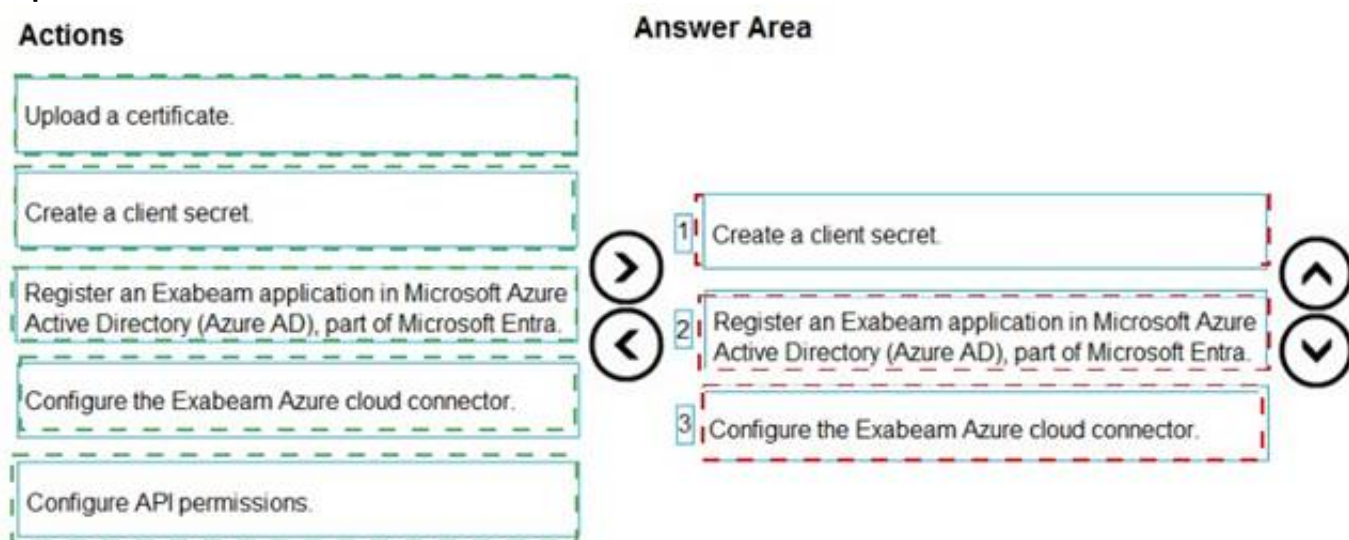 Actions
Answer Area
Upload a certificate.
Create a client secret.
Register an Exabeam application in Microsoft Azure
Active Directory (Azure AD), part of Microsoft Entra.
Configure the Exabeam Azure cloud connector.
Configure API permissions.
1 Create a client secret.
2 Register an Exabeam application in Microsoft Azure
Active Directory (Azure AD), part of Microsoft Entra.
3 Configure the Exabeam Azure cloud connector.